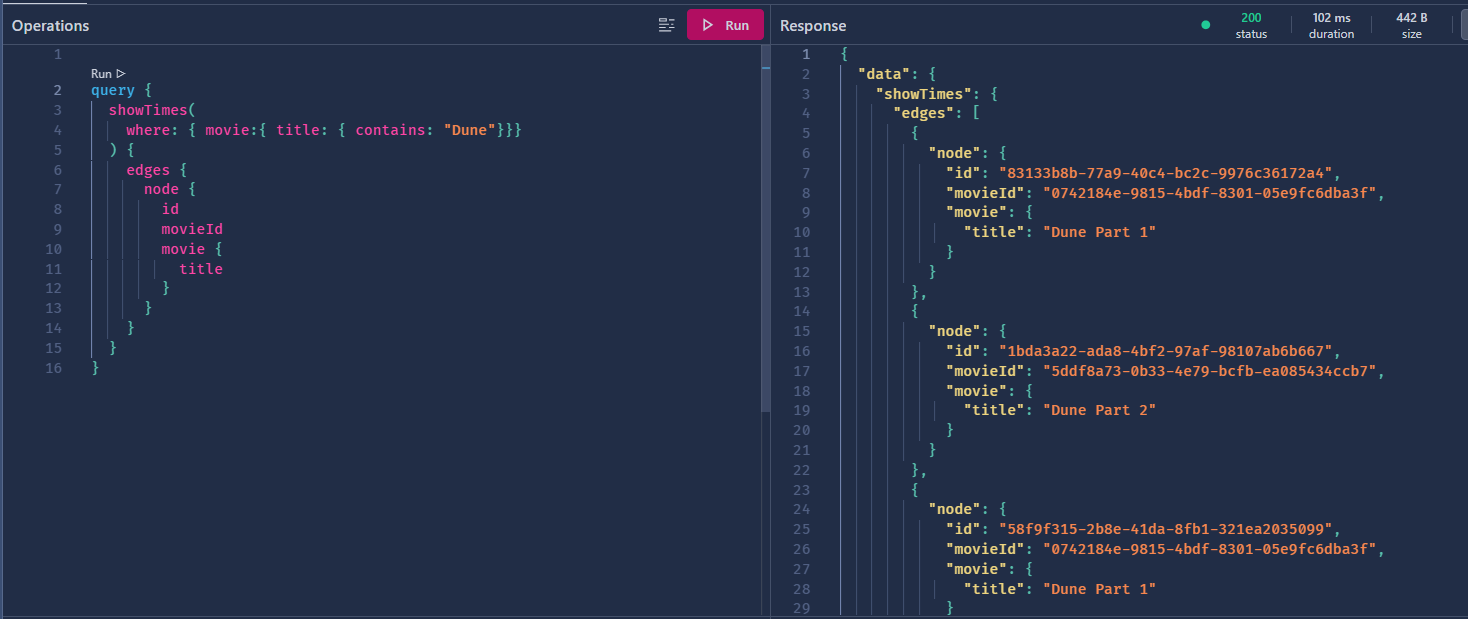 Operations
Run
1
Run
2 query {
3 showTimes(
4 where: { movie:{ title: { contains: "Dune"}}}
5 ) {
6 edges {
7 node {
8 id
9 movieId
10 movie {
11 title
12 }
13 }
14 }
15 }
16 }
Response
200 102 ms 442 B
status duration size
1 {
2 "data": {
3 "showTimes": {
4 "edges": [
5 {
6 "node": {
7 "id": "83133b8b-77a9-40c4-bc2c-9976c36172a4",
8 "movieId": "0742184e-9815-4bdf-8301-05e9fc6dba3f",
9 "movie": {
10 "title": "Dune Part 1"
11 }
12 }
13 },
14 {
15 "node": {
16 "id": "1bda3a22-ada8-4bf2-97af-98107ab6b667",
17 "movieId": "5ddf8a73-0b33-4e79-bcfb-ea085434ccb7",
18 "movie": {
19 "title": "Dune Part 2"
20 }
21 }
22 },
23 {
24 "node": {
25 "id": "58f9f315-2b8e-41da-8fb1-321ea2035099",
26 "movieId": "0742184e-9815-4bdf-8301-05e9fc6dba3f",
27 "movie": {
28 "title": "Dune Part 1"
29 }